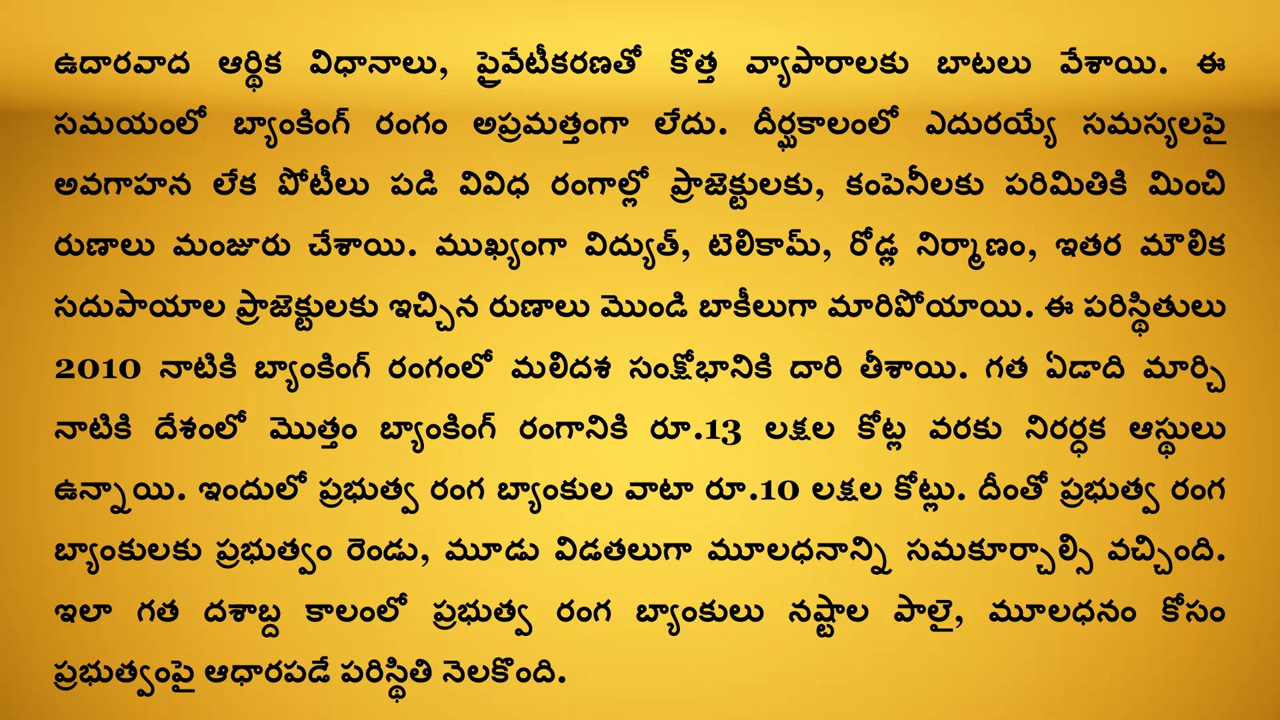 ఉదారవాద ఆర్థిక విధానాలు, ప్రైవేటీకరణతో కొత్త వ్యాపారాలకు బాటలు వేశాయి. ఈ
సమయంలో బ్యాంకింగ్ రంగం అప్రమత్తంగా లేదు. దీర్ఘకాలంలో ఎదురయ్యే సమస్యలపై
అవగాహన లేక పోటీలు పడి వివిధ రంగాల్లో ప్రాజెక్టులకు, కంపెనీలకు పరిమితికి మించి
రుణాలు మంజూరు చేశాయి. ముఖ్యంగా విద్యుత్, టెలికామ్, రోడ్ల నిర్మాణం, ఇతర మౌలిక
సదుపాయాల ప్రాజెక్టులకు ఇచ్చిన రుణాలు మొండి బాకీలుగా మారిపోయాయి. ఈ పరిస్థితులు
2010 నాటికి బ్యాంకింగ్ రంగంలో మలిదశ సంక్షోభానికి దారి తీశాయి. గత ఏడాది మార్చి
నాటికి దేశంలో మొత్తం బ్యాంకింగ్ రంగానికి రూ.13 లక్షల కోట్ల వరకు నిరర్ధక ఆస్థులు
ఉన్నాయి. ఇందులో ప్రభుత్వ రంగ బ్యాంకుల వాటా రూ.10 లక్షల కోట్లు. దీంతో ప్రభుత్వ రంగ
బ్యాంకులకు ప్రభుత్వం రెండు, మూడు విడతలుగా మూలధనాన్ని సమకూర్చాల్సి వచ్చింది.
ఇలా గత దశాబ్ద కాలంలో ప్రభుత్వ రంగ బ్యాంకులు నష్టాల పాలై, మూలధనం కోసం
ప్రభుత్వంపై ఆధారపడే పరిస్థితి నెలకొంది.